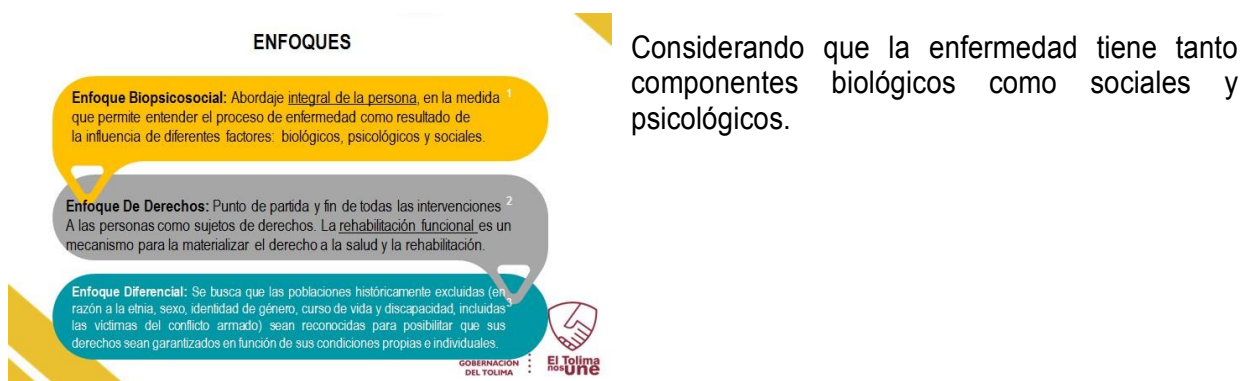 ENFOQUES
Enfoque Biopsicosocial: Abordaje integral de la persona, en la medida 1
que permite entender el proceso de enfermedad como resultado de
la influencia de diferentes factores: biológicos, psicológicos y sociales.
Enfoque De Derechos: Punto de partida y fin de todas las intervenciones 2
A las personas como sujetos de derechos. La rehabilitación funcional es un
mecanismo para la materializar el derecho a la salud y la rehabilitación.
Enfoque Diferencial: Se busca que las poblaciones históricamente excluidas (en 3
razón a la etnia, sexo, identidad de género, curso de vida y discapacidad, incluidas
las víctimas del conflicto armado) sean reconocidas para posibilitar que sus
derechos sean garantizados en función de sus condiciones propias e individuales.
GOBERNACIÓN
DEL TOLIMA
El Tolima
nos une
Considerando que la enfermedad tiene tanto
componentes biológicos como sociales y
psicológicos.